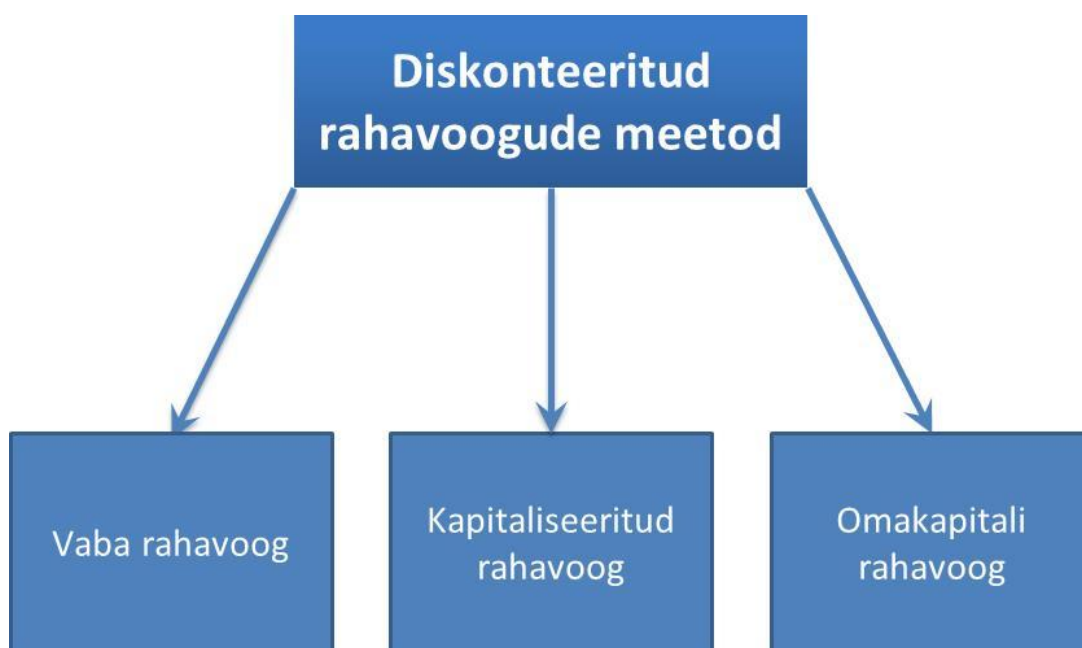 Diskonteeritud
rahavoogude meetod
Vaba rahavoog
Kapitaliseeritud
rahavoog
Omakapitali
rahavoog